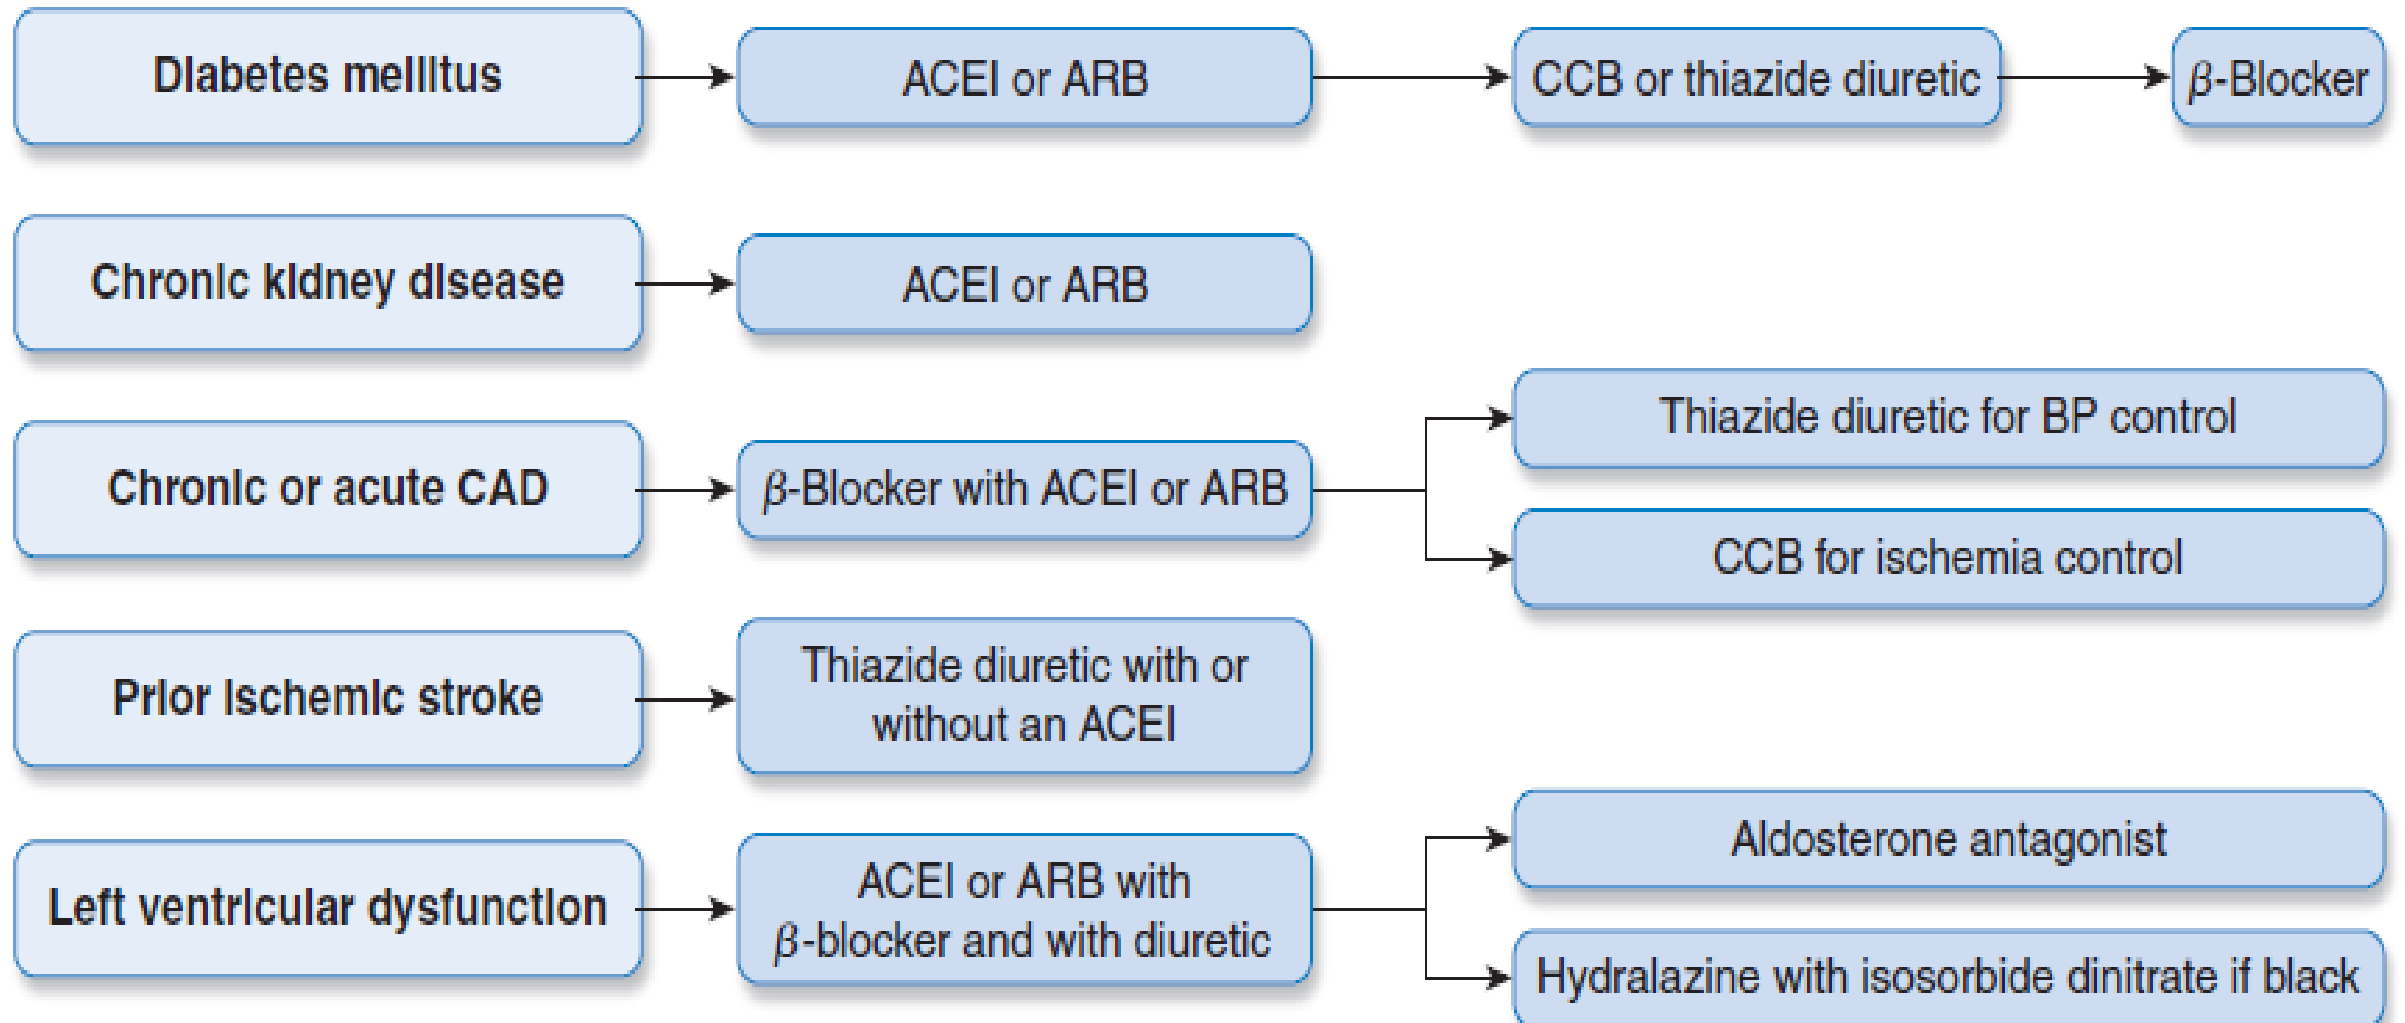 Diabetes mellitus
ACEI or ARB
CCB or thiazide diuretic
β-Blocker
Chronic kidney disease
ACEI or ARB
Chronic or acute CAD
β-Blocker with ACEI or ARB
Thiazide diuretic for BP control
CCB for ischemia control
Prior ischemic stroke
Thiazide diuretic with or
without an ACEI
Left ventricular dysfunction
ACEI or ARB with
β-blocker and with diuretic
Aldosterone antagonist
Hydralazine with isosorbide dinitrate if black